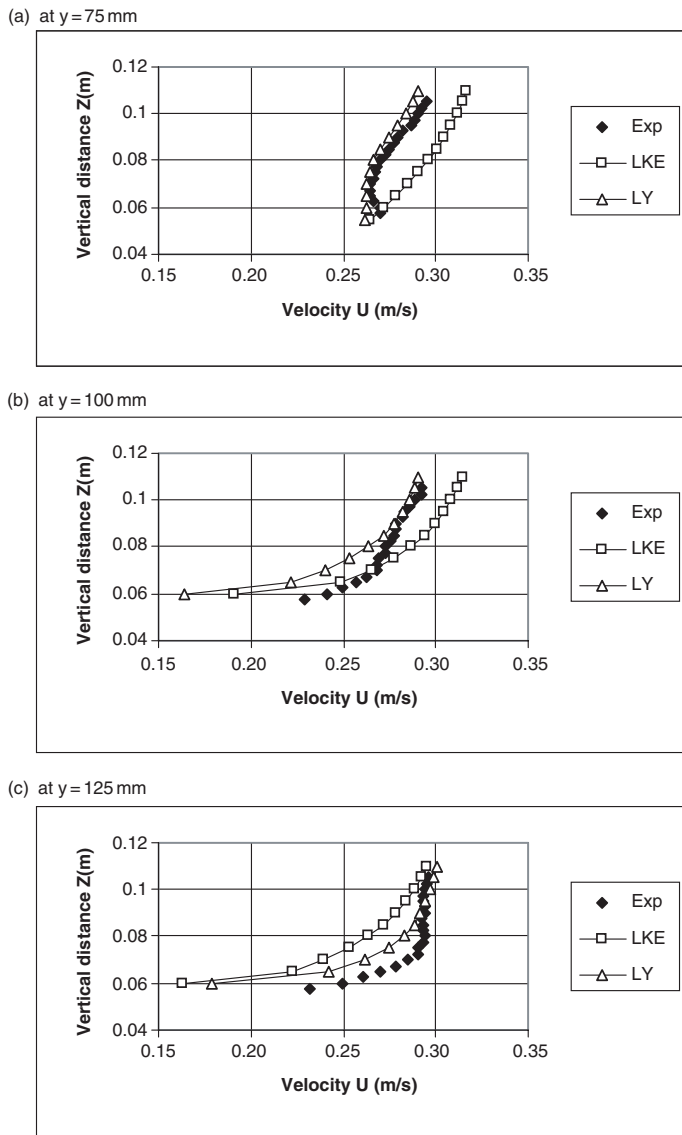 (a) at y = 75 mm
Vertical distance Z(m)
0.12
0.1
0.08
0.06
0.04
0.15 0.20 0.25 0.30 0.35
Velocity U (m/s)
Exp
LKE
LY
(b) at y = 100 mm
Vertical distance Z(m)
0.12
0.1
0.08
0.06
0.04
0.15 0.20 0.25 0.30 0.35
Velocity U (m/s)
Exp
LKE
LY
(c) at y = 125 mm
Vertical distance Z(m)
0.12
0.1
0.08
0.06
0.04
0.15 0.20 0.25 0.30 0.35
Velocity U (m/s)
Exp
LKE
LY